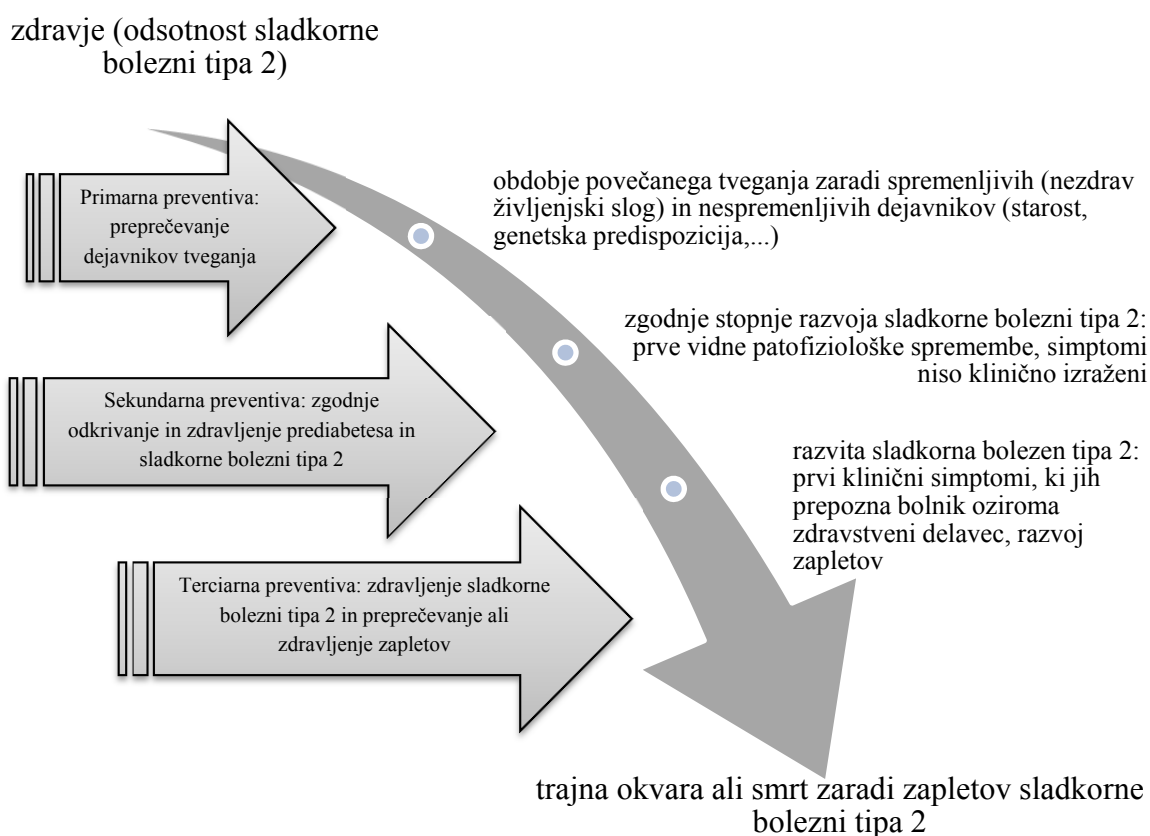 zdravje (odsotnost sladkorne
bolezni tipa 2)
Primarna preventiva:
preprečevanje
dejavnikov tveganja
obdobje povečanega tveganja zaradi spremenljivih (nezdrav
življenjski slog) in nespremenljivih dejavnikov (starost,
genetska predispozicija,...)
zgodnje stopnje razvoja sladkorne bolezni tipa 2:
prve vidne patofiziološke spremembe, simptomi
niso klinično izraženi
Sekundarna preventiva: zgodnje
odkrivanje in zdravljenje prediabetesa in
sladkorne bolezni tipa 2
razvita sladkorna bolezen tipa 2:
prvi klinični simptomi, ki jih
prepozna bolnik oziroma
zdravstveni delavec, razvoj
zapletov
Terciarna preventiva: zdravljenje sladkorne
bolezni tipa 2 in preprečevanje ali
zdravljenje zapletov
trajna okvara ali smrt zaradi zapletov sladkorne
bolezni tipa 2